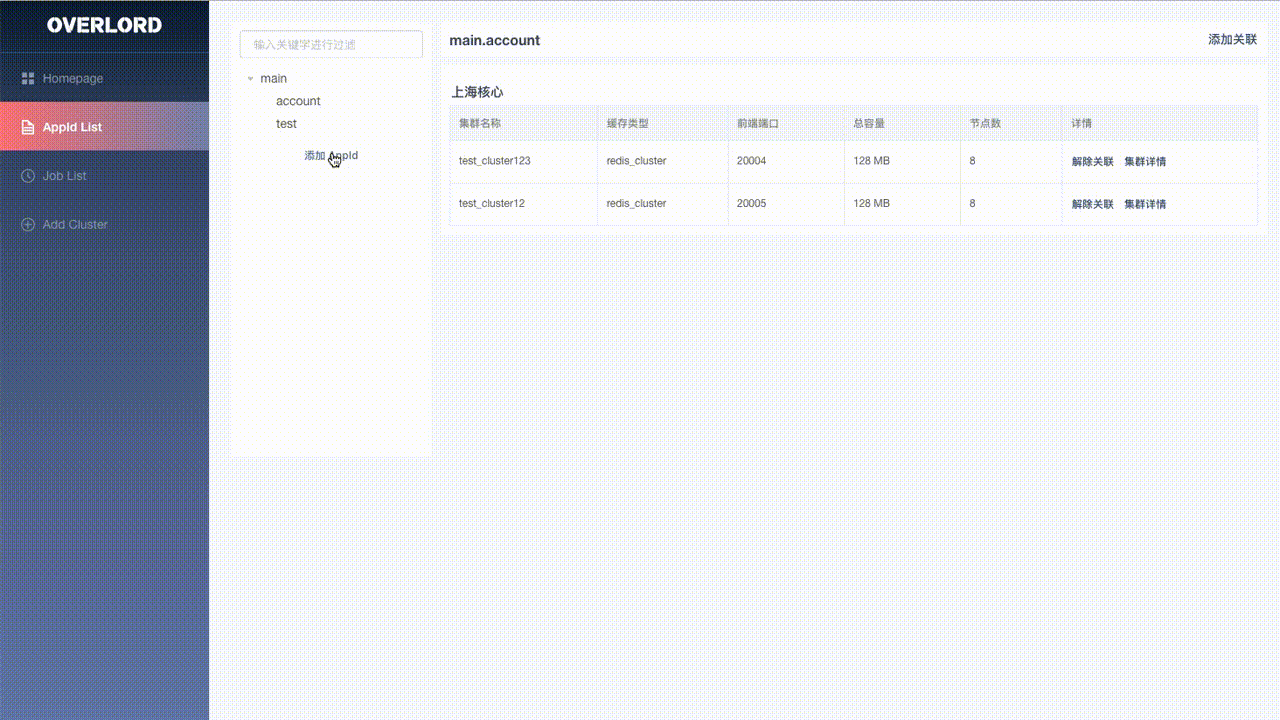 OVERLORD
Homepage
AppId List
Job List
Add Cluster
输入关键字进行过滤
main
account
test
添加 AppId
main.account
添加关联
上海核心
集群名称 缓存类型 前端端口 总容量 节点数 详情
test_cluster123 redis_cluster 20004 128 MB 8 解除关联 集群详情
test_cluster12 redis_cluster 20005 128 MB 8 解除关联 集群详情